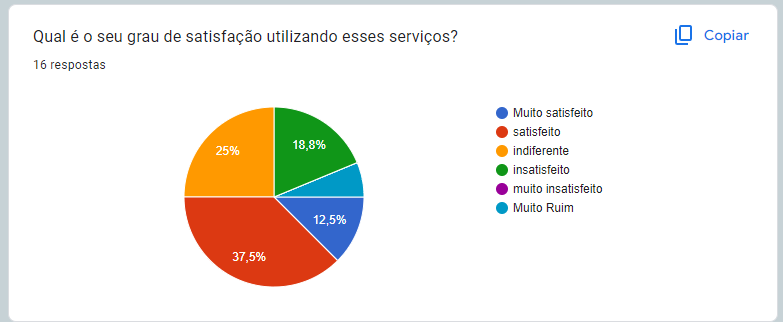 Qual é o seu grau de satisfação utilizando esses serviços?
Copiar
16 respostas
Muito satisfeito
satisfeito
indiferente
insatisfeito
muito insatisfeito
Muito Ruim
18,8%
25%
12,5%
37,5%